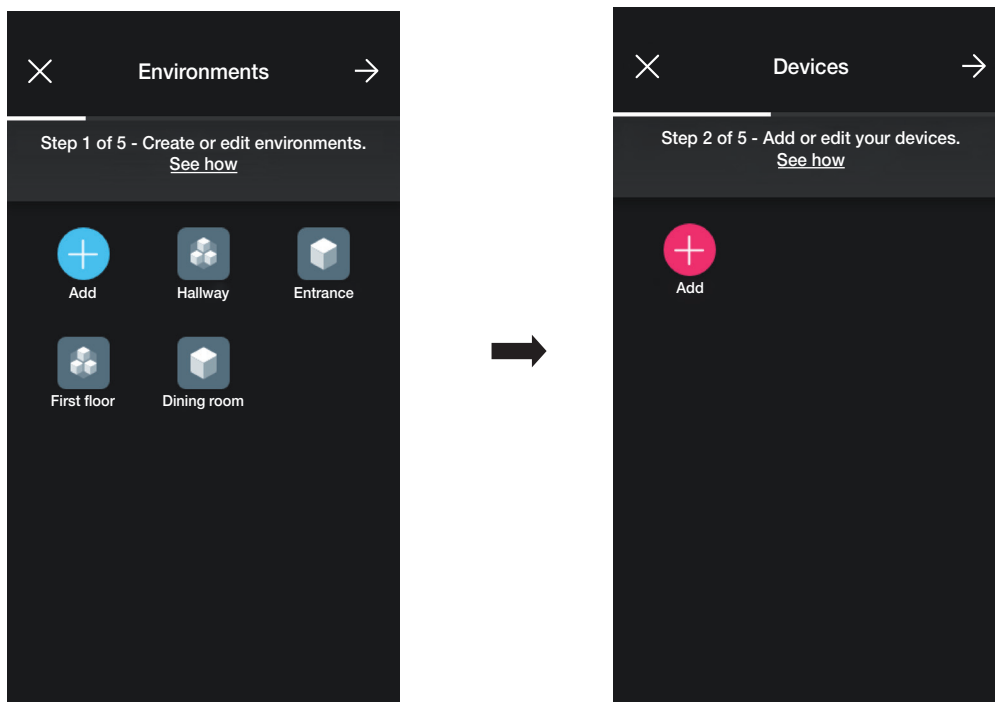 Environments
Step 1 of 5 - Create or edit environments.
See how
Add
Hallway
Entrance
First floor
Dining room
Devices
Step 2 of 5 - Add or edit your devices.
See how
Add